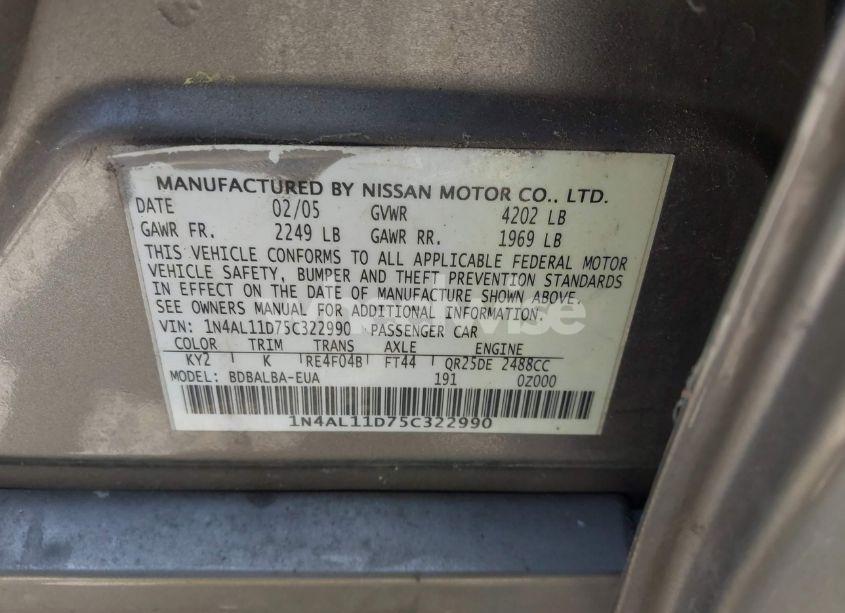 MANUFACTURED BY NISSAN MOTOR CO., LTD.
DATE 02/05 GVWR 4202 LB
GAWR FR. 2249 LB GAWR RR. 1969 LB
THIS VEHICLE CONFORMS TO ALL APPLICABLE FEDERAL MOTOR
VEHICLE SAFETY, BUMPER AND THEFT PREVENTION STANDARDS
IN EFFECT ON THE DATE OF MANUFACTURE SHOWN ABOVE.
SEE OWNERS MANUAL FOR ADDITIONAL INFORMATION.
VIN: 1N4AL11D75C322990 PASSENGER CAR
COLOR TRIM TRANS AXLE ENGINE
KY2 K RE4F04B FT44 QR25DE 2488CC
MODEL: BDBALBA-EUA 191 0Z000
1N4AL11D75C322990